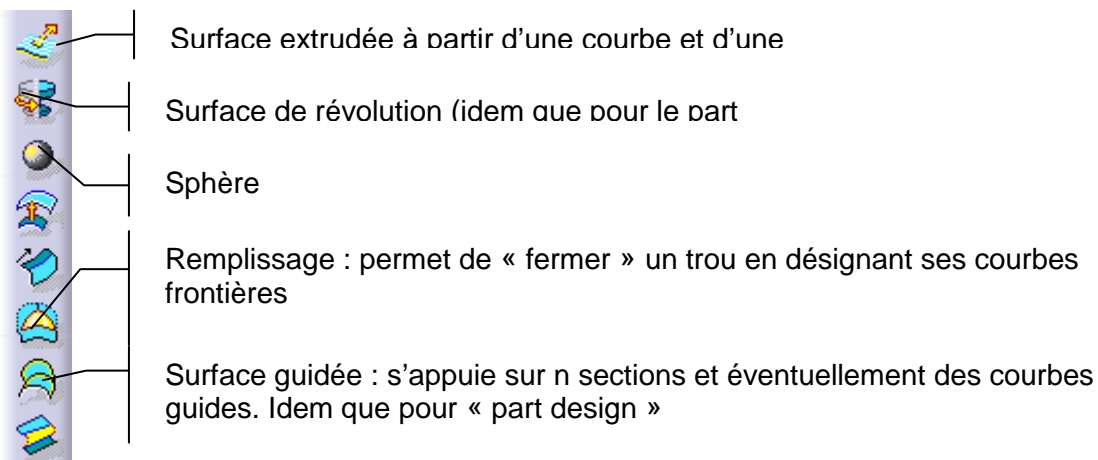 Surface extrudée à partir d’une courbe et d’une
Surface de révolution (idem que pour le part
Sphère
Remplissage : permet de « fermer » un trou en désignant ses courbes
frontières
Surface guidée : s’appuie sur n sections et éventuellement des courbes
guides. Idem que pour « part design »